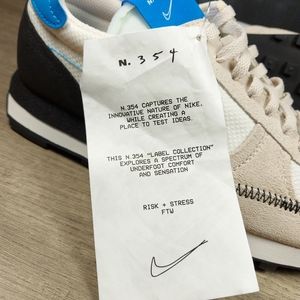 N. 354
N.354 CAPTURES THE
INNOVATIVE NATURE OF NIKE,
WHILE CREATING A
PLACE TO TEST IDEAS.
THIS N.354 "LABEL COLLECTION"
EXPLORES A SPECTRUM OF
UNDERFOOT COMFORT
AND SENSATION
RISK + STRESS
FTW